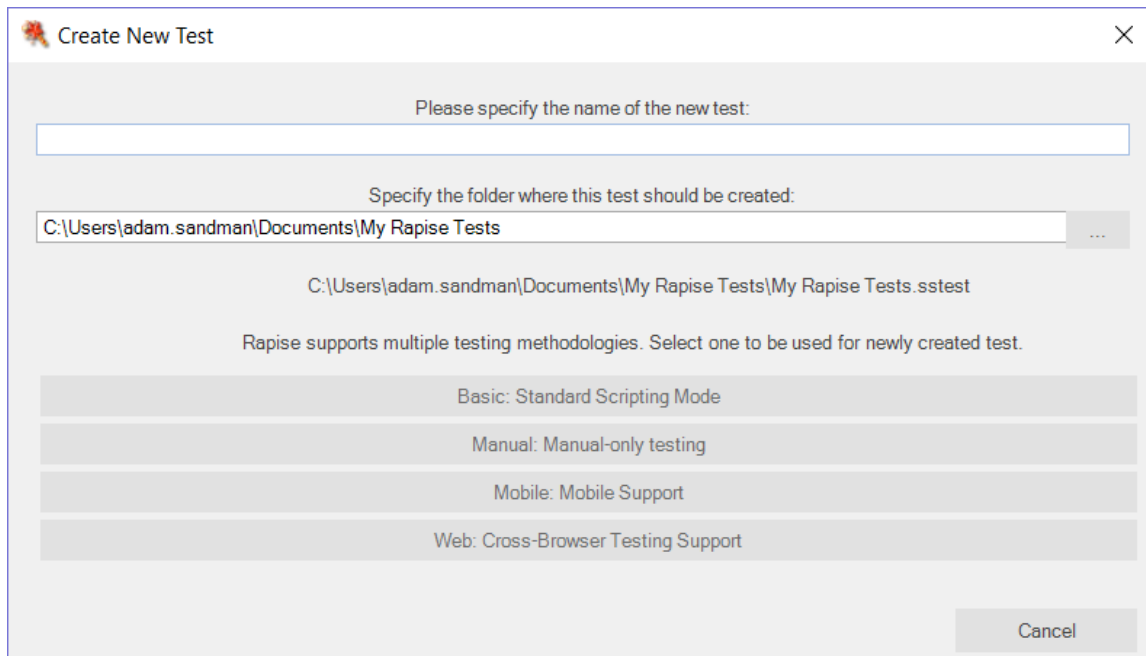 Create New Test
Please specify the name of the new test:
Specify the folder where this test should be created:
C:\Users\adam.sandman\Documents\My Rapise Tests
...
C:\Users\adam.sandman\Documents\My Rapise Tests\My Rapise Tests.sstest
Rapise supports multiple testing methodologies. Select one to be used for newly created test.
Basic: Standard Scripting Mode
Manual: Manual-only testing
Mobile: Mobile Support
Web: Cross-Browser Testing Support
Cancel